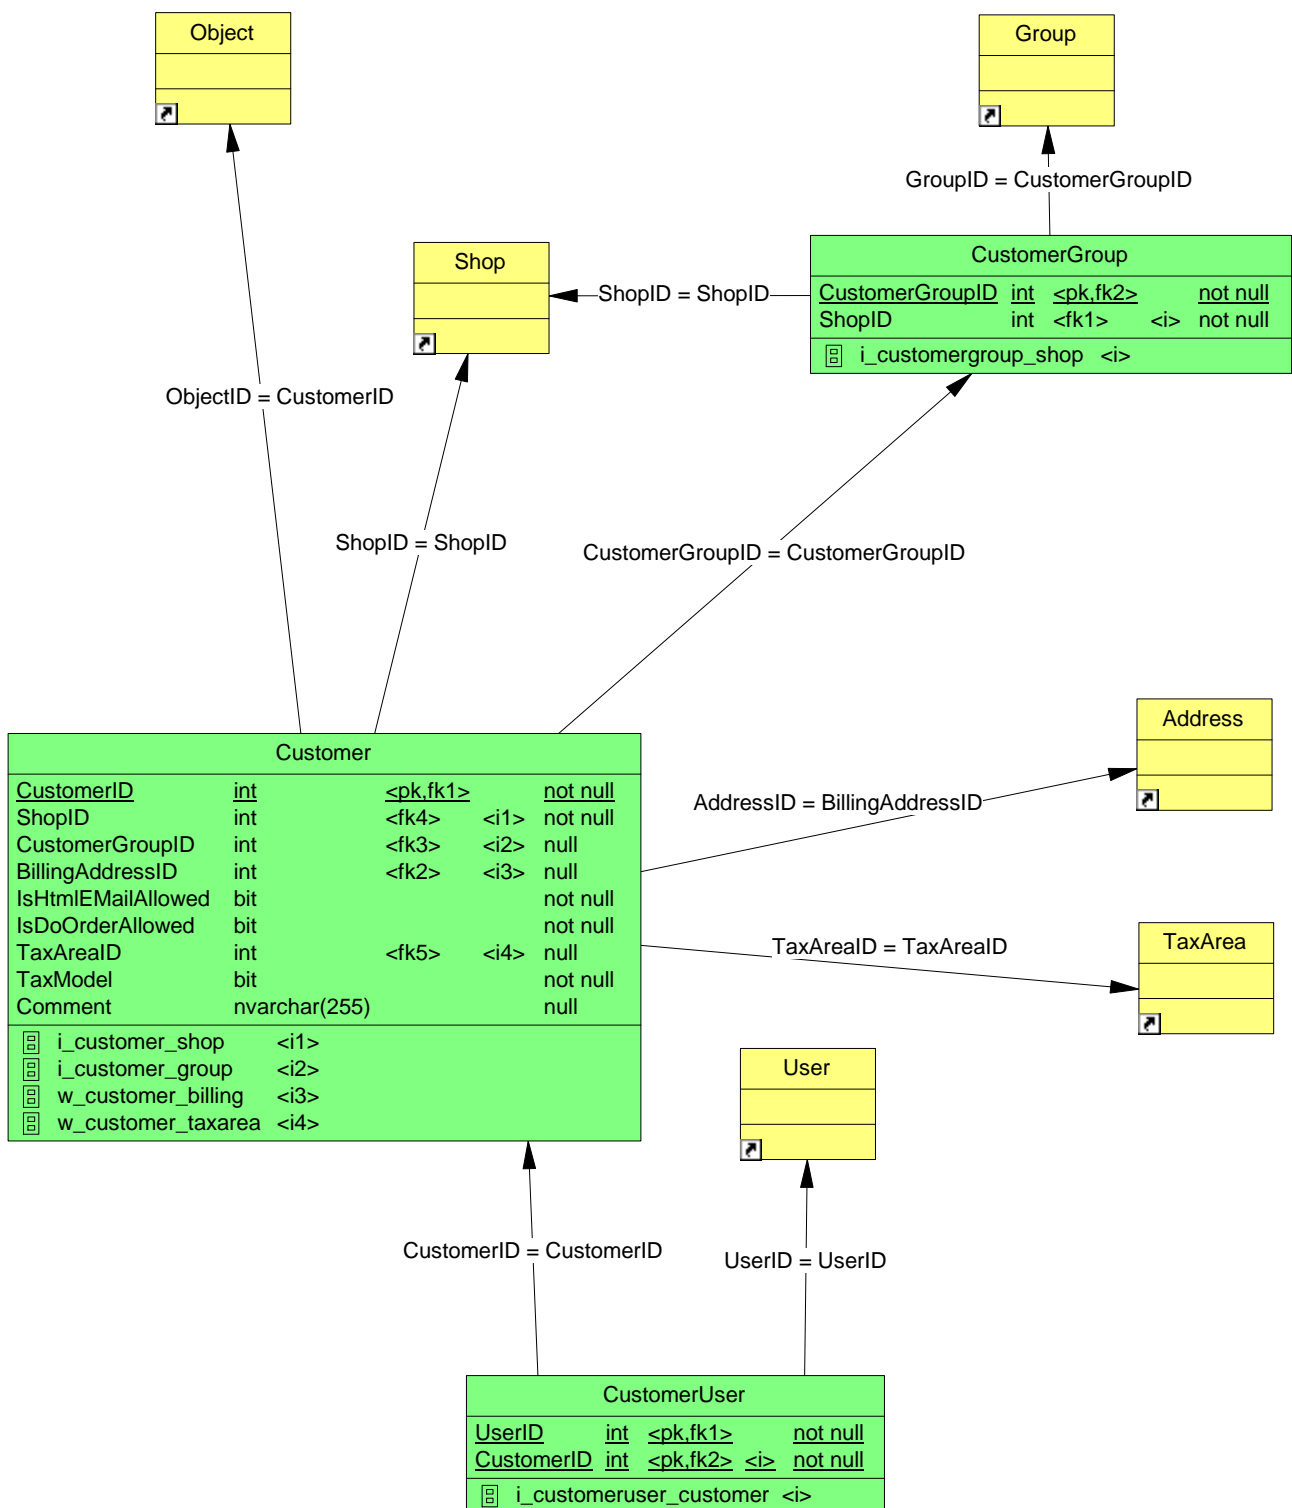 Object
Group
GroupID = CustomerGroupID
Shop
ShopID = ShopID
CustomerGroup
CustomerGroupID int <pk,fk2> not null
ShopID int <fk1> <i> not null
i_customergroup_shop <i>
ObjectID = CustomerID
ShopID = ShopID
CustomerGroupID = CustomerGroupID
Customer
CustomerID int <pk,fk1> not null
ShopID int <fk4> <i1> not null
CustomerGroupID int <fk3> <i2> null
BillingAddressID int <fk2> <i3> null
IsHtmlEMailAllowed bit not null
IsDoOrderAllowed bit not null
TaxAreaID int <fk5> <i4> null
TaxModel bit not null
Comment nvarchar(255) null
i_customer_shop <i1>
i_customer_group <i2>
w_customer_billing <i3>
w_customer_taxarea <i4>
Address
AddressID = BillingAddressID
TaxArea
TaxAreaID = TaxAreaID
User
CustomerID = CustomerID
UserID = UserID
CustomerUser
UserID int <pk,fk1> not null
CustomerID int <pk,fk2> <i> not null
i_customeruser_customer <i>